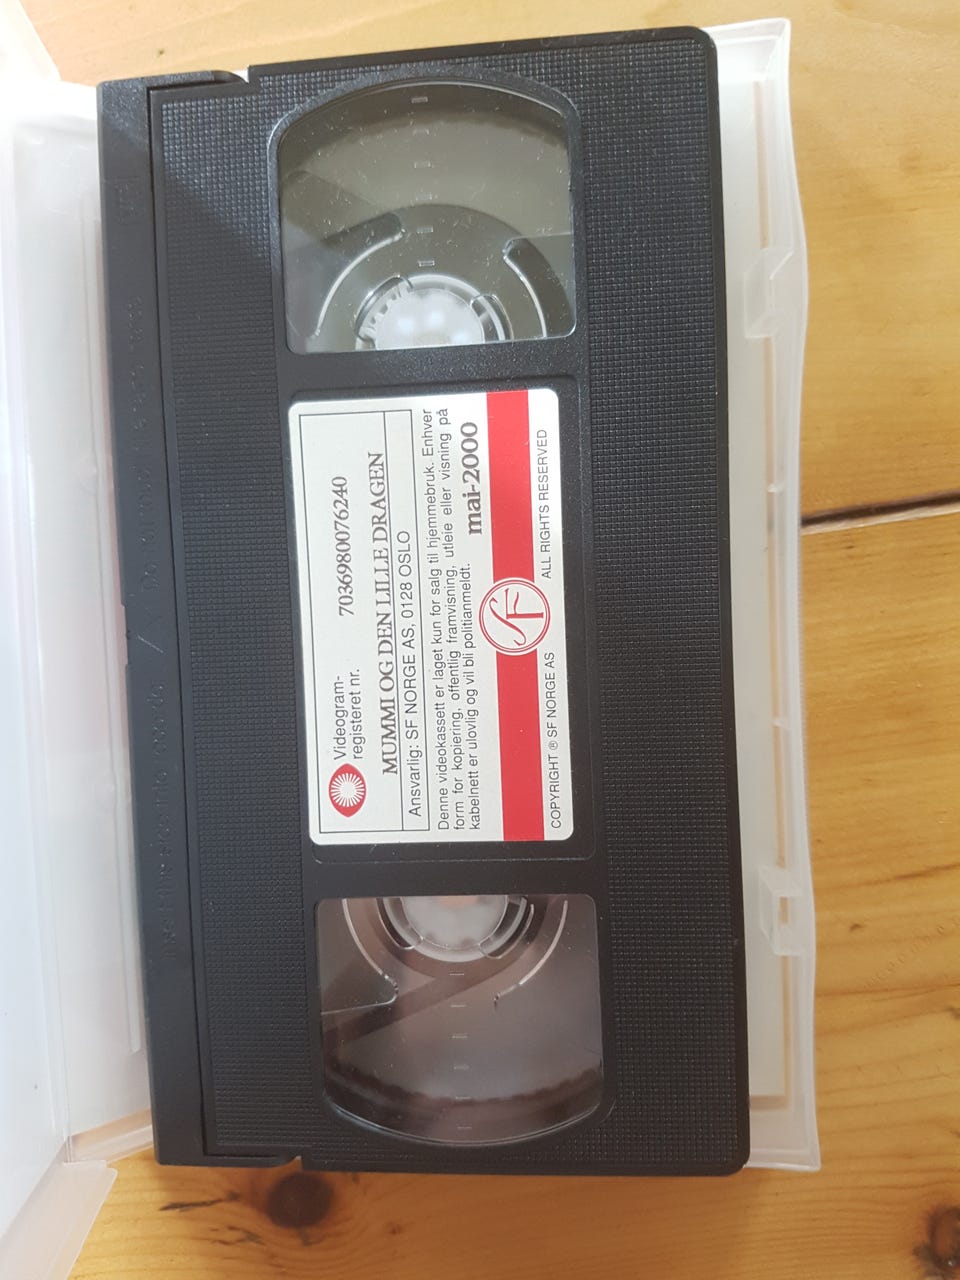 Videogram-
registeret nr.
7036980076240
MUMMI OG DEN LILLE DRAGEN
Ansvarlig: SF NORGE AS, 0128 OSLO
Denne videokassett er laget kun for salg til hjemmebruk. Enhver
form for kopiering, offentlig framvisning, utleie eller visning på
kabelnett er ulovlig og vil bli politianmeldt.
mai-2000
SF
COPYRIGHT ® SF NORGE AS
ALL RIGHTS RESERVED